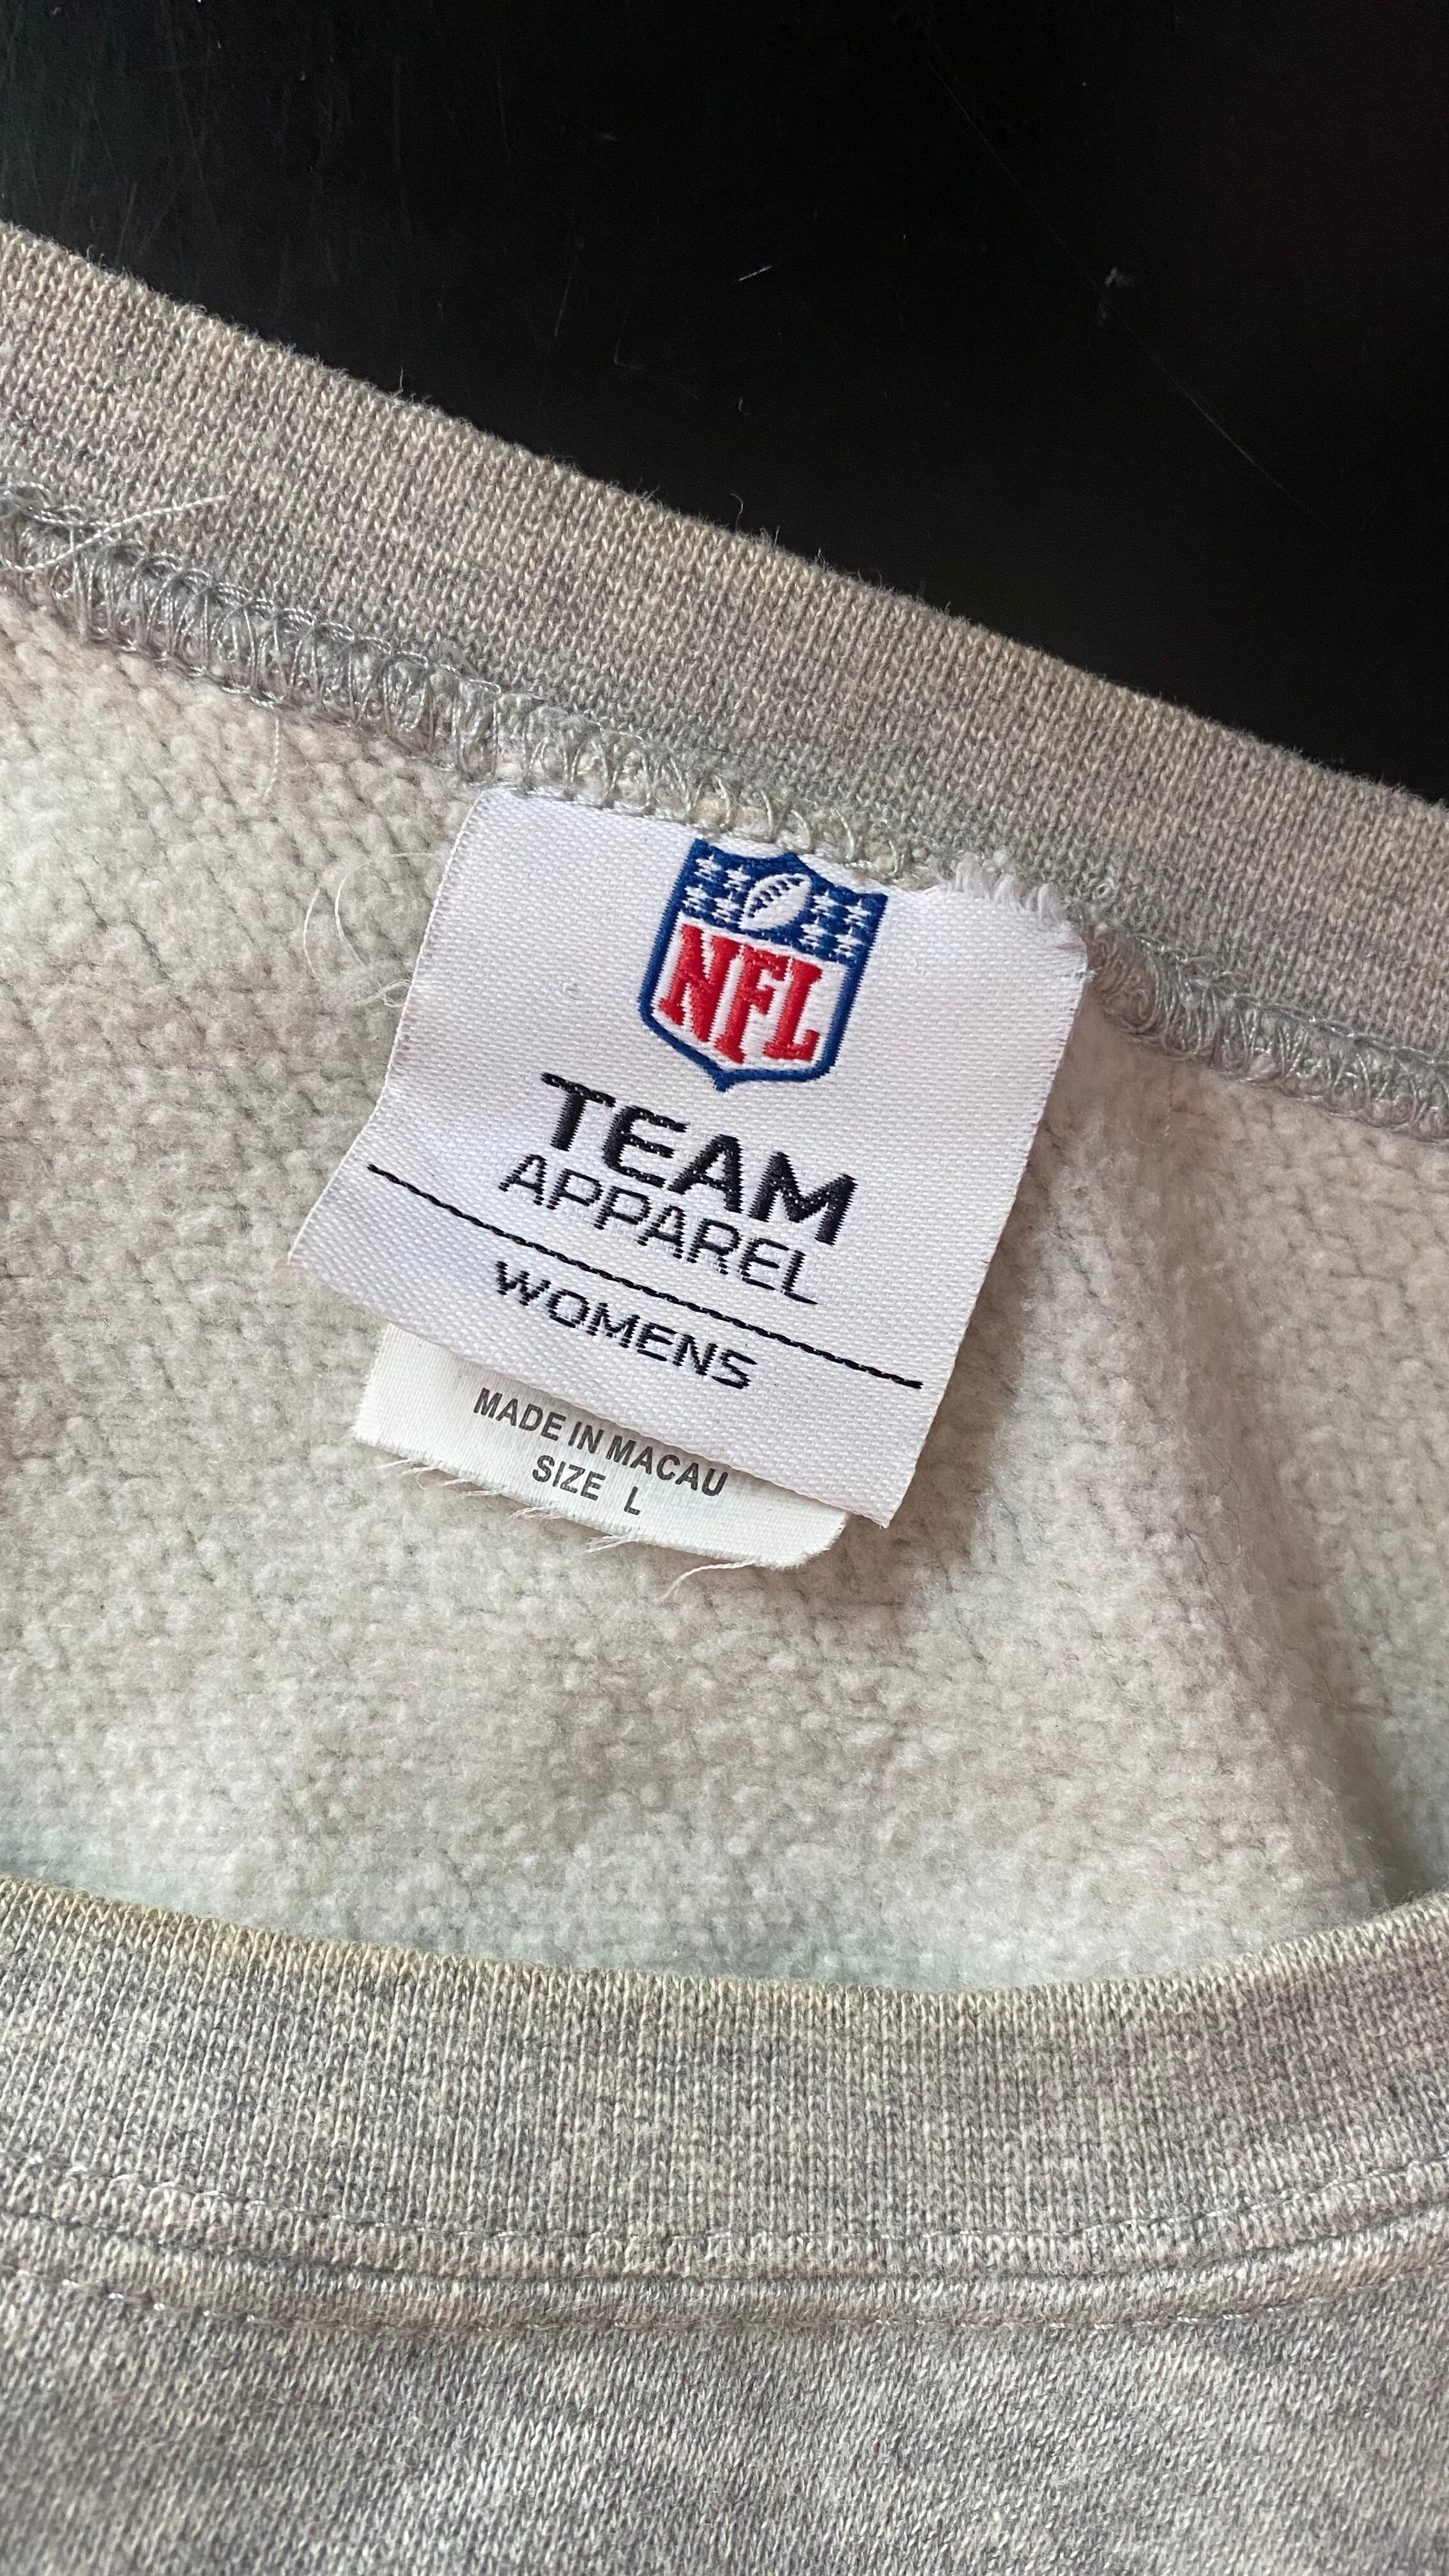 NFL
TEAM
APPAREL
WOMENS
MADE IN MACAU
SIZE L